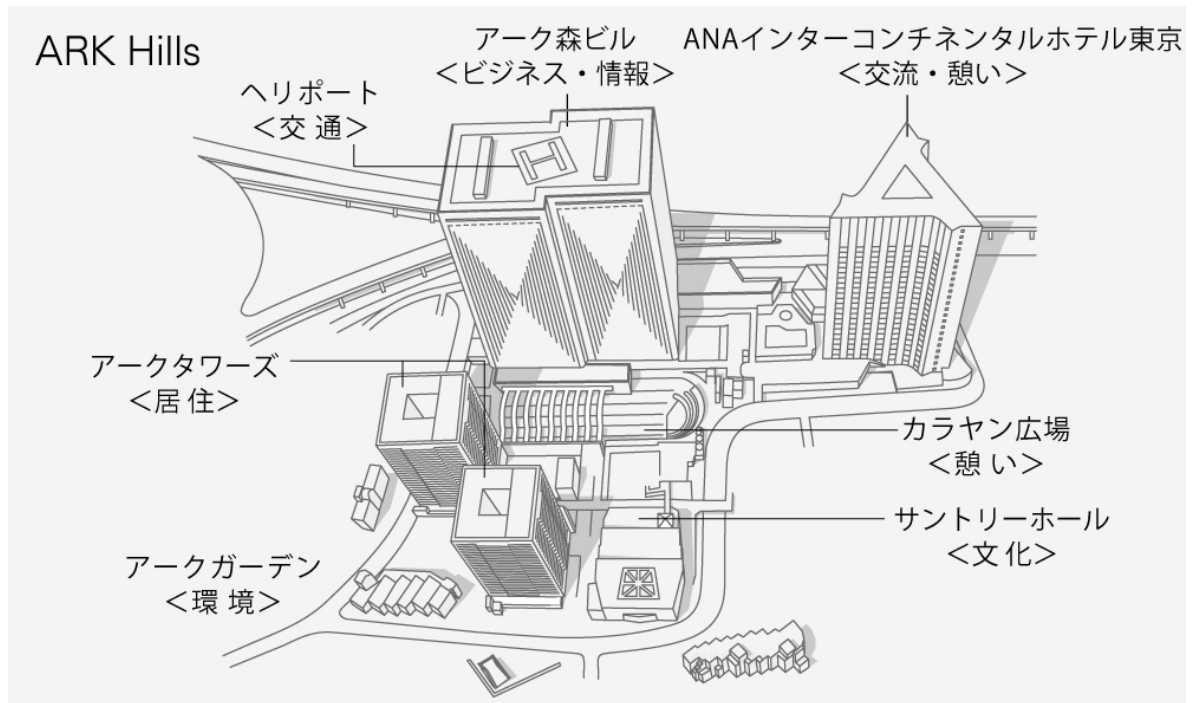 ARK Hills
アーク森ビル
＜ビジネス・情報＞
ANAインターコンチネンタルホテル東京
＜交流・憩い＞
ヘリポート
＜交 通＞
アークタワーズ
＜居 住＞
カラヤン広場
＜憩 い＞
サントリーホール
＜文 化＞
アークガーデン
＜環 境＞